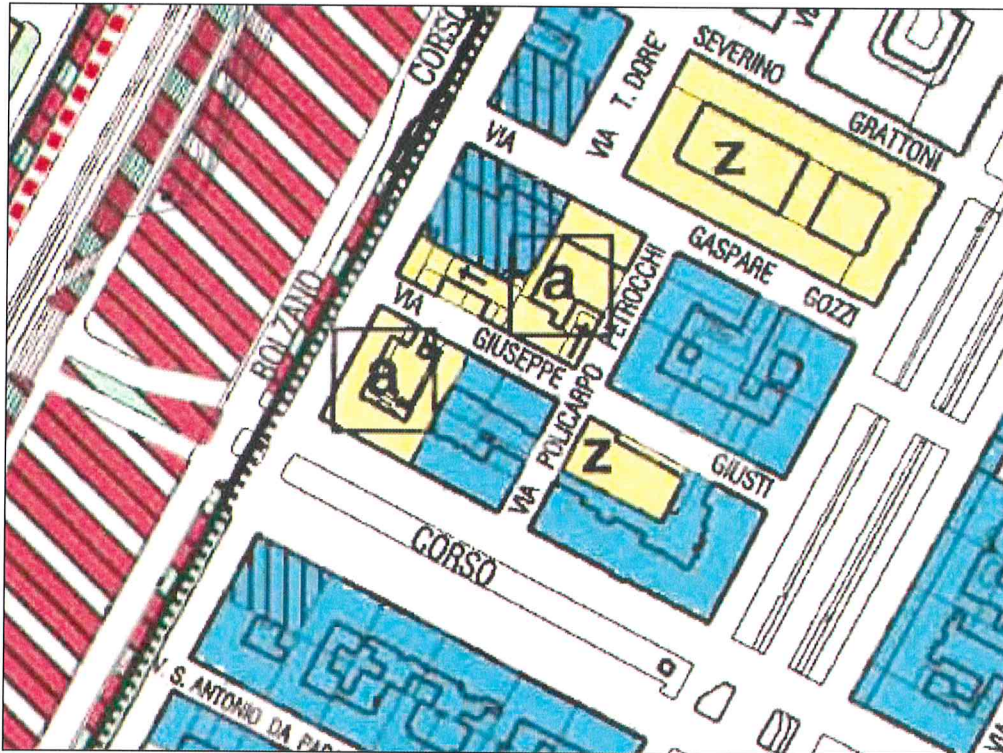 CORSO
VIA T. DORE'
SEVERINO
GRATTONI
VIA
z
GASPARE
GOZZI
PETROCCHI
a
BOLZANO
VIA
GIUSEPPE
a
POLICARPO
VIA
z
GIUSTI
CORSO
S. ANTONIO DA